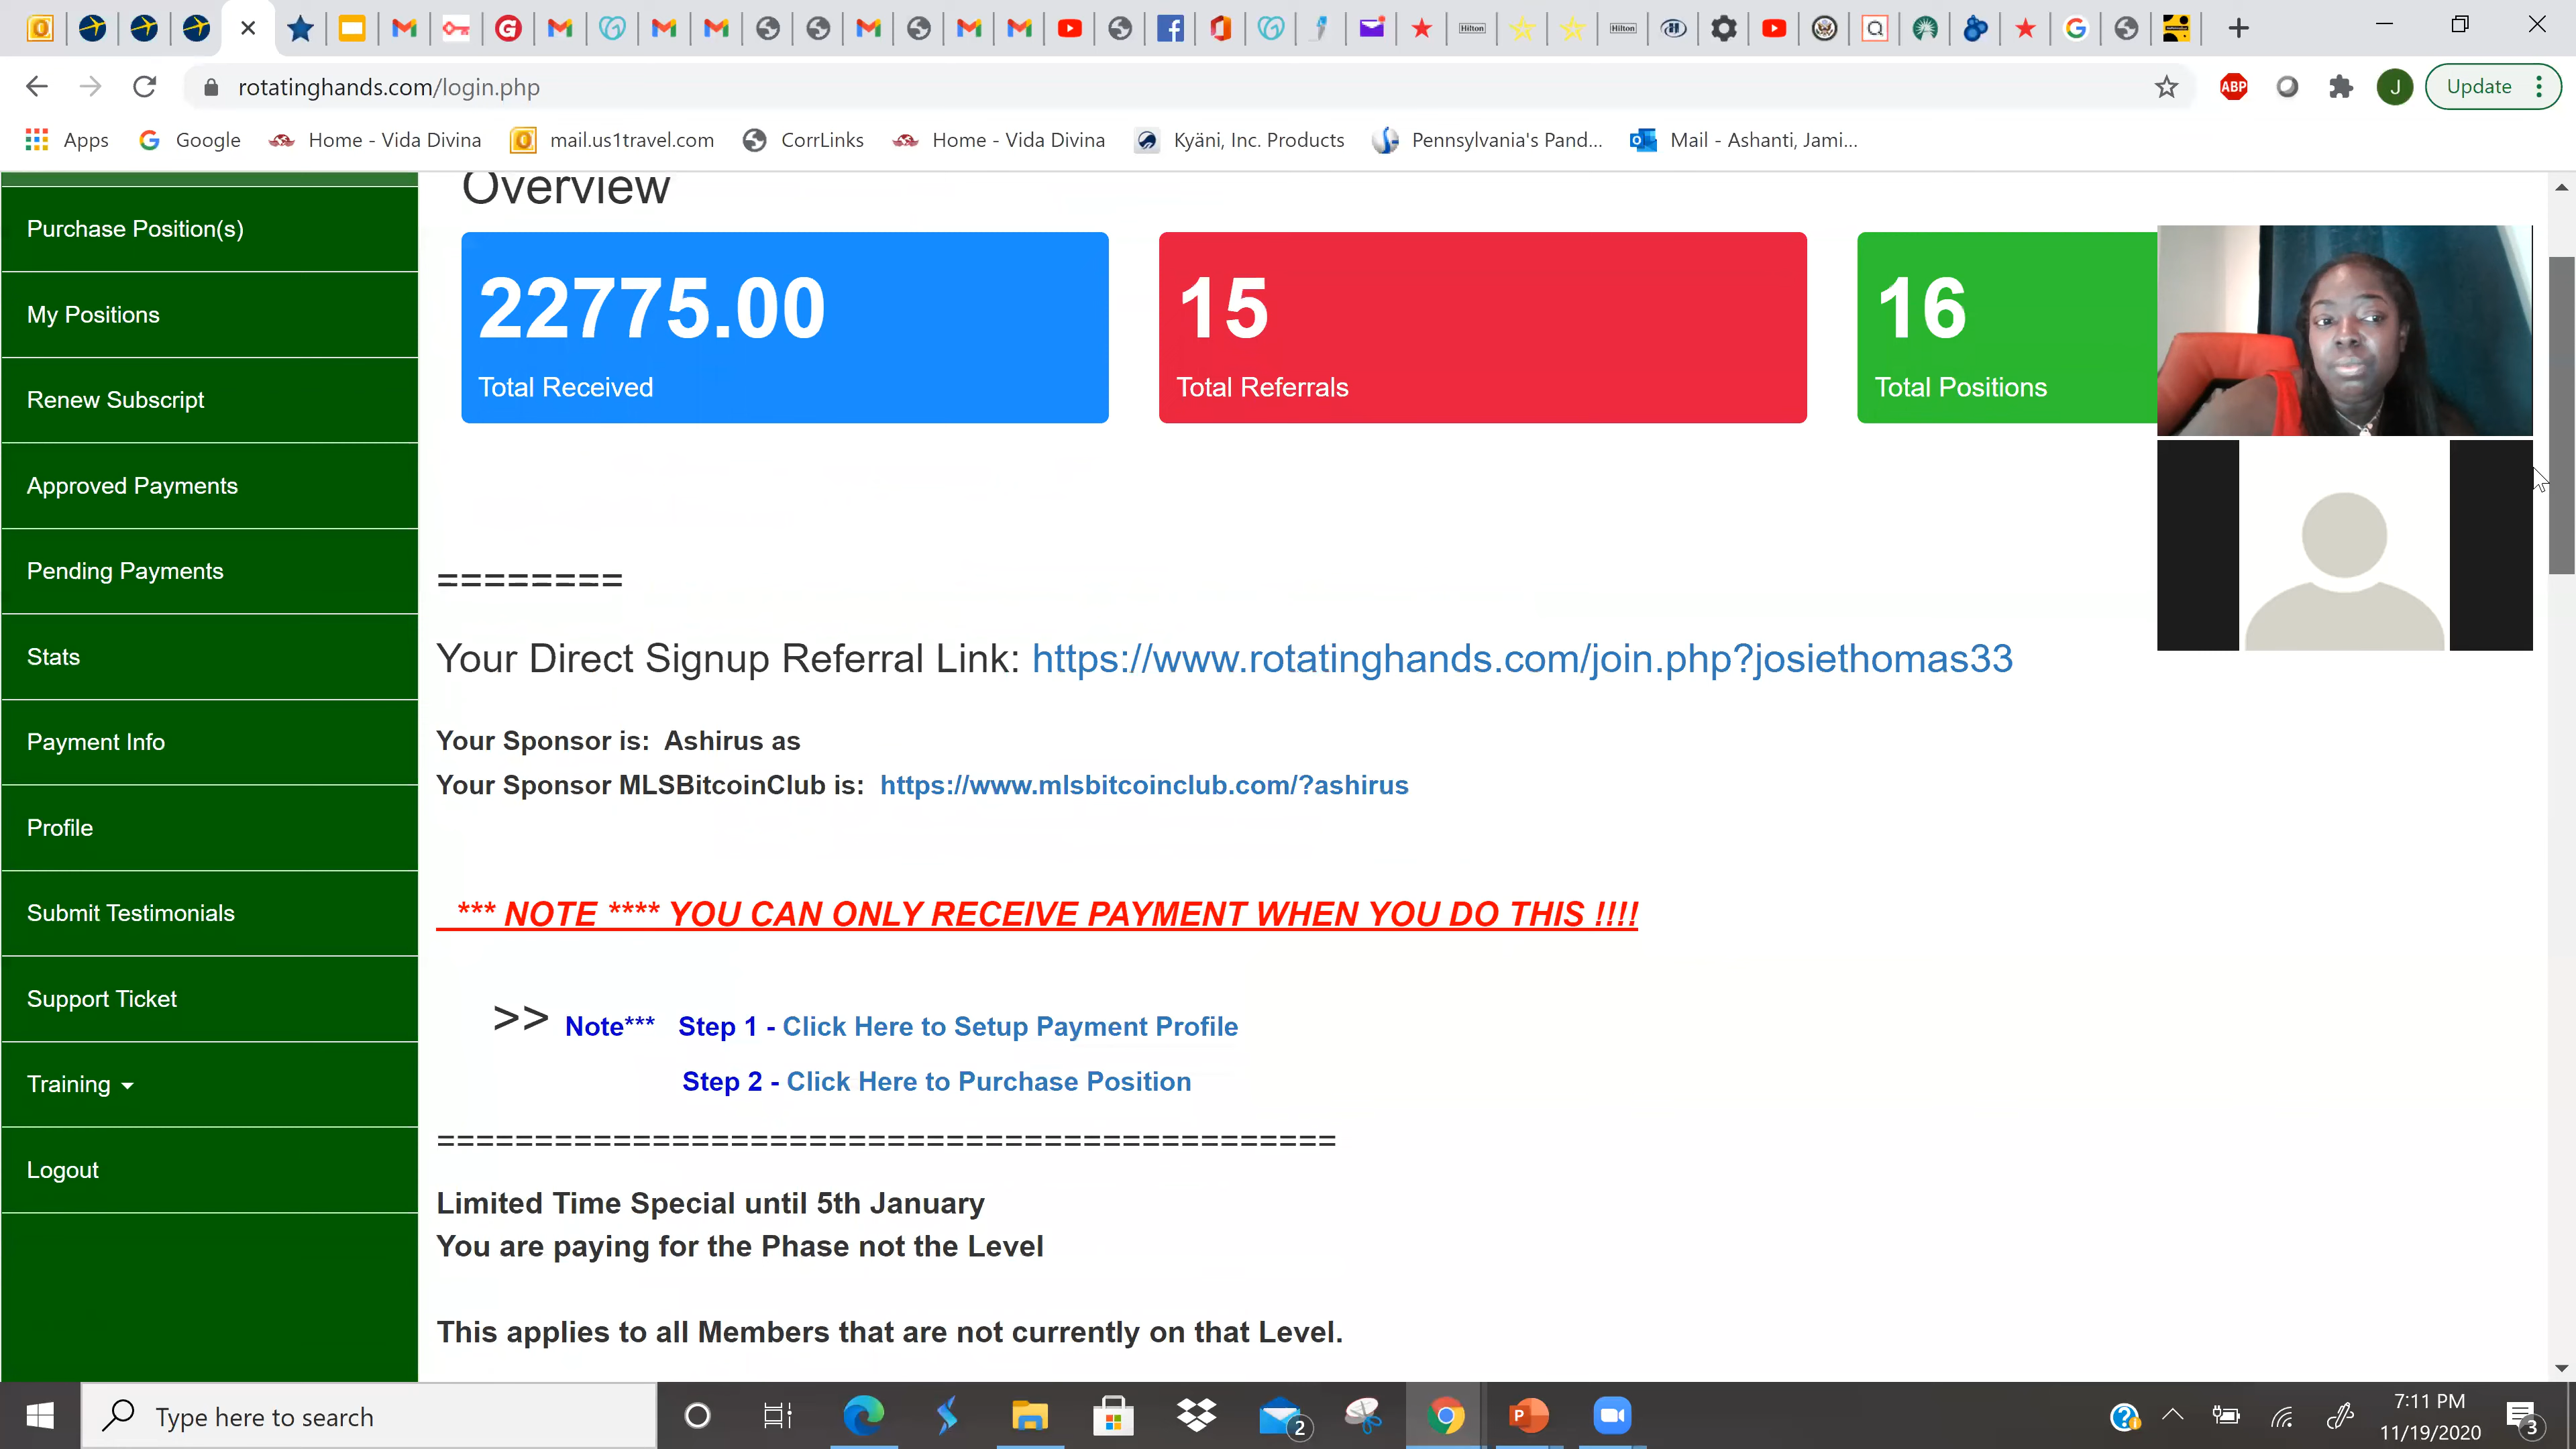 rotatinghands.com/login.php
ABP
J
Update
Apps
Google
Home - Vida Divina
mail.us1travel.com
CorrLinks
Home - Vida Divina
Kyäni, Inc. Products
Pennsylvania's Pand...
Mail - Ashanti, Jami...
Purchase Position(s)
My Positions
Renew Subscript
Approved Payments
Pending Payments
Stats
Payment Info
Profile
Submit Testimonials
Support Ticket
Training
Logout
Overview
22775.00
Total Received
15
Total Referrals
16
Total Positions
========
Your Direct Signup Referral Link: https://www.rotatinghands.com/join.php?josiethomas33
Your Sponsor is: Ashirus as
Your Sponsor MLSBitcoinClub is: https://www.mlsbitcoinclub.com/?ashirus
*** NOTE **** YOU CAN ONLY RECEIVE PAYMENT WHEN YOU DO THIS !!!!
>> Note*** Step 1 - Click Here to Setup Payment Profile
Step 2 - Click Here to Purchase Position
==============================================
Limited Time Special until 5th January
You are paying for the Phase not the Level
This applies to all Members that are not currently on that Level.
Type here to search
2
7:11 PM
11/19/2020
3